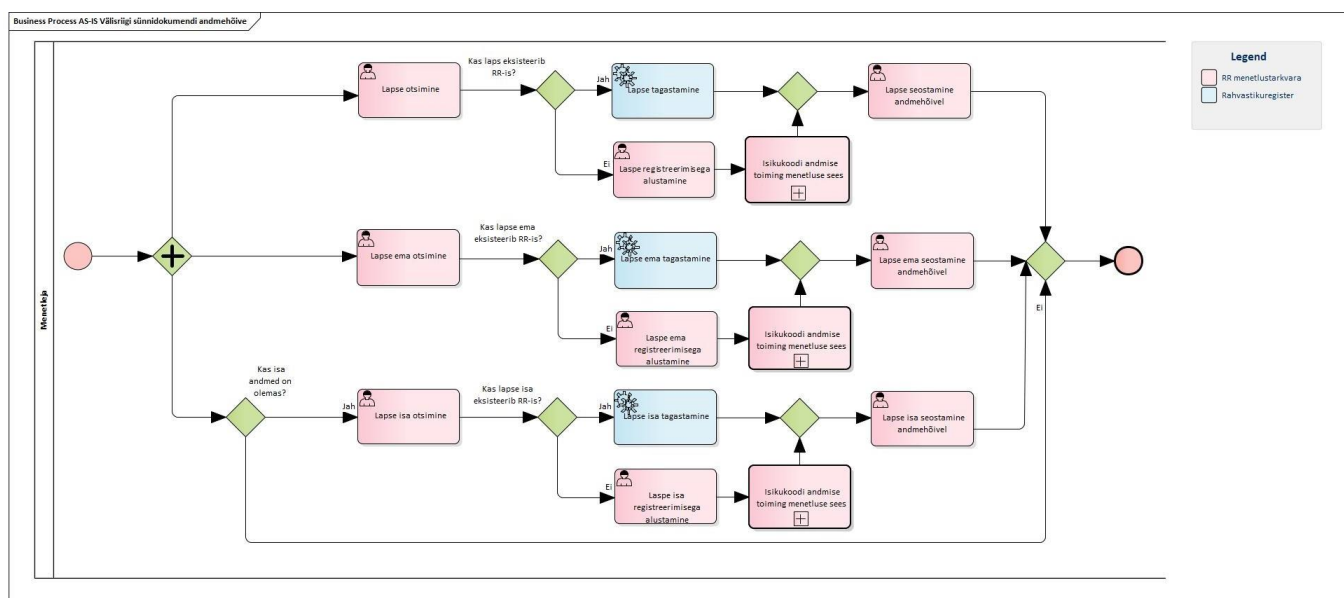 Business Process AS-IS Välisriigi sünnidokumendi andmehõive
Legend
RR menetlustarkvara
Rahvastikuregister
Menetleja
Lapse otsimine
Kas laps eksisteerib
RR-is?
Jah
Lapse tagastamine
Lapse seostamine
andmehõivel
Ei
Laspe registreerimisega
alustamine
Isikukoodi andmise
toiming menetluse sees
Lapse ema otsimine
Kas lapse ema
eksisteerib RR-is?
Jah
Lapse ema tagastamine
Lapse ema seostamine
andmehõivel
Ei
Laspe ema
registreerimisega
alustamine
Isikukoodi andmise
toiming menetluse sees
Ei
Kas isa
andmed on
olemas?
Jah
Lapse isa otsimine
Kas lapse isa
eksisteerib RR-is?
Jah
Lapse isa tagastamine
Lapse isa seostamine
andmehõivel
Ei
Laspe isa
registreerimisega
alustamine
Isikukoodi andmise
toiming menetluse sees